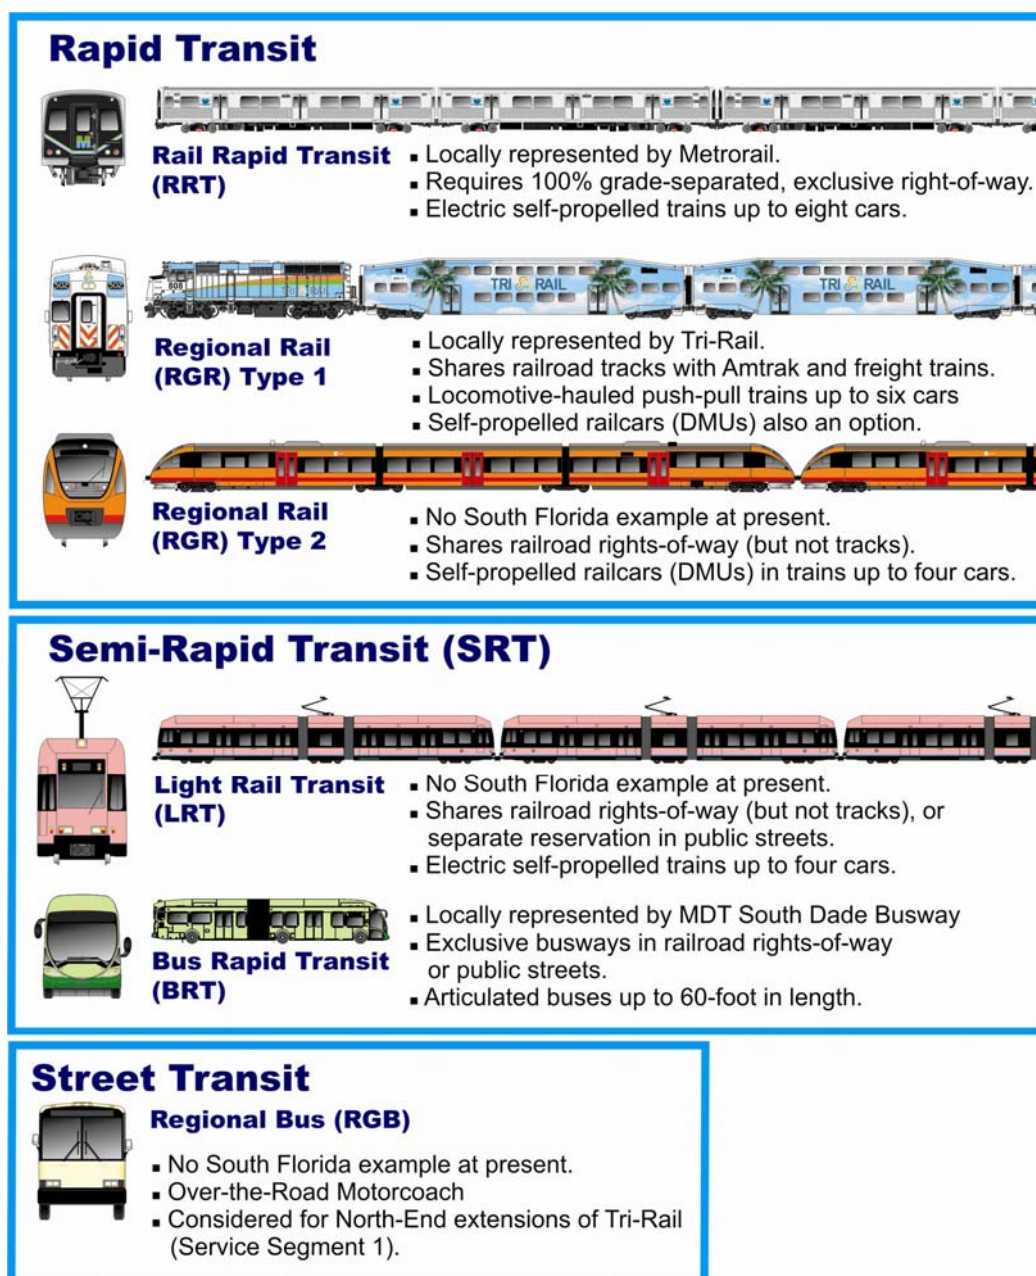 Rapid Transit
Rail Rapid Transit
(RRT)
▪ Locally represented by Metrorail.
▪ Requires 100% grade-separated, exclusive right-of-way.
▪ Electric self-propelled trains up to eight cars.
808
TRI RAIL
TRI RAIL
TRI RAIL
Regional Rail
(RGR) Type 1
▪ Locally represented by Tri-Rail.
▪ Shares railroad tracks with Amtrak and freight trains.
▪ Locomotive-hauled push-pull trains up to six cars
▪ Self-propelled railcars (DMUs) also an option.
Regional Rail
(RGR) Type 2
▪ No South Florida example at present.
▪ Shares railroad rights-of-way (but not tracks).
▪ Self-propelled railcars (DMUs) in trains up to four cars.
Semi-Rapid Transit (SRT)
Light Rail Transit
(LRT)
▪ No South Florida example at present.
▪ Shares railroad rights-of-way (but not tracks), or
separate reservation in public streets.
▪ Electric self-propelled trains up to four cars.
Bus Rapid Transit
(BRT)
▪ Locally represented by MDT South Dade Busway
▪ Exclusive busways in railroad rights-of-way
or public streets.
▪ Articulated buses up to 60-foot in length.
Street Transit
Regional Bus (RGB)
▪ No South Florida example at present.
▪ Over-the-Road Motorcoach
▪ Considered for North-End extensions of Tri-Rail
(Service Segment 1).